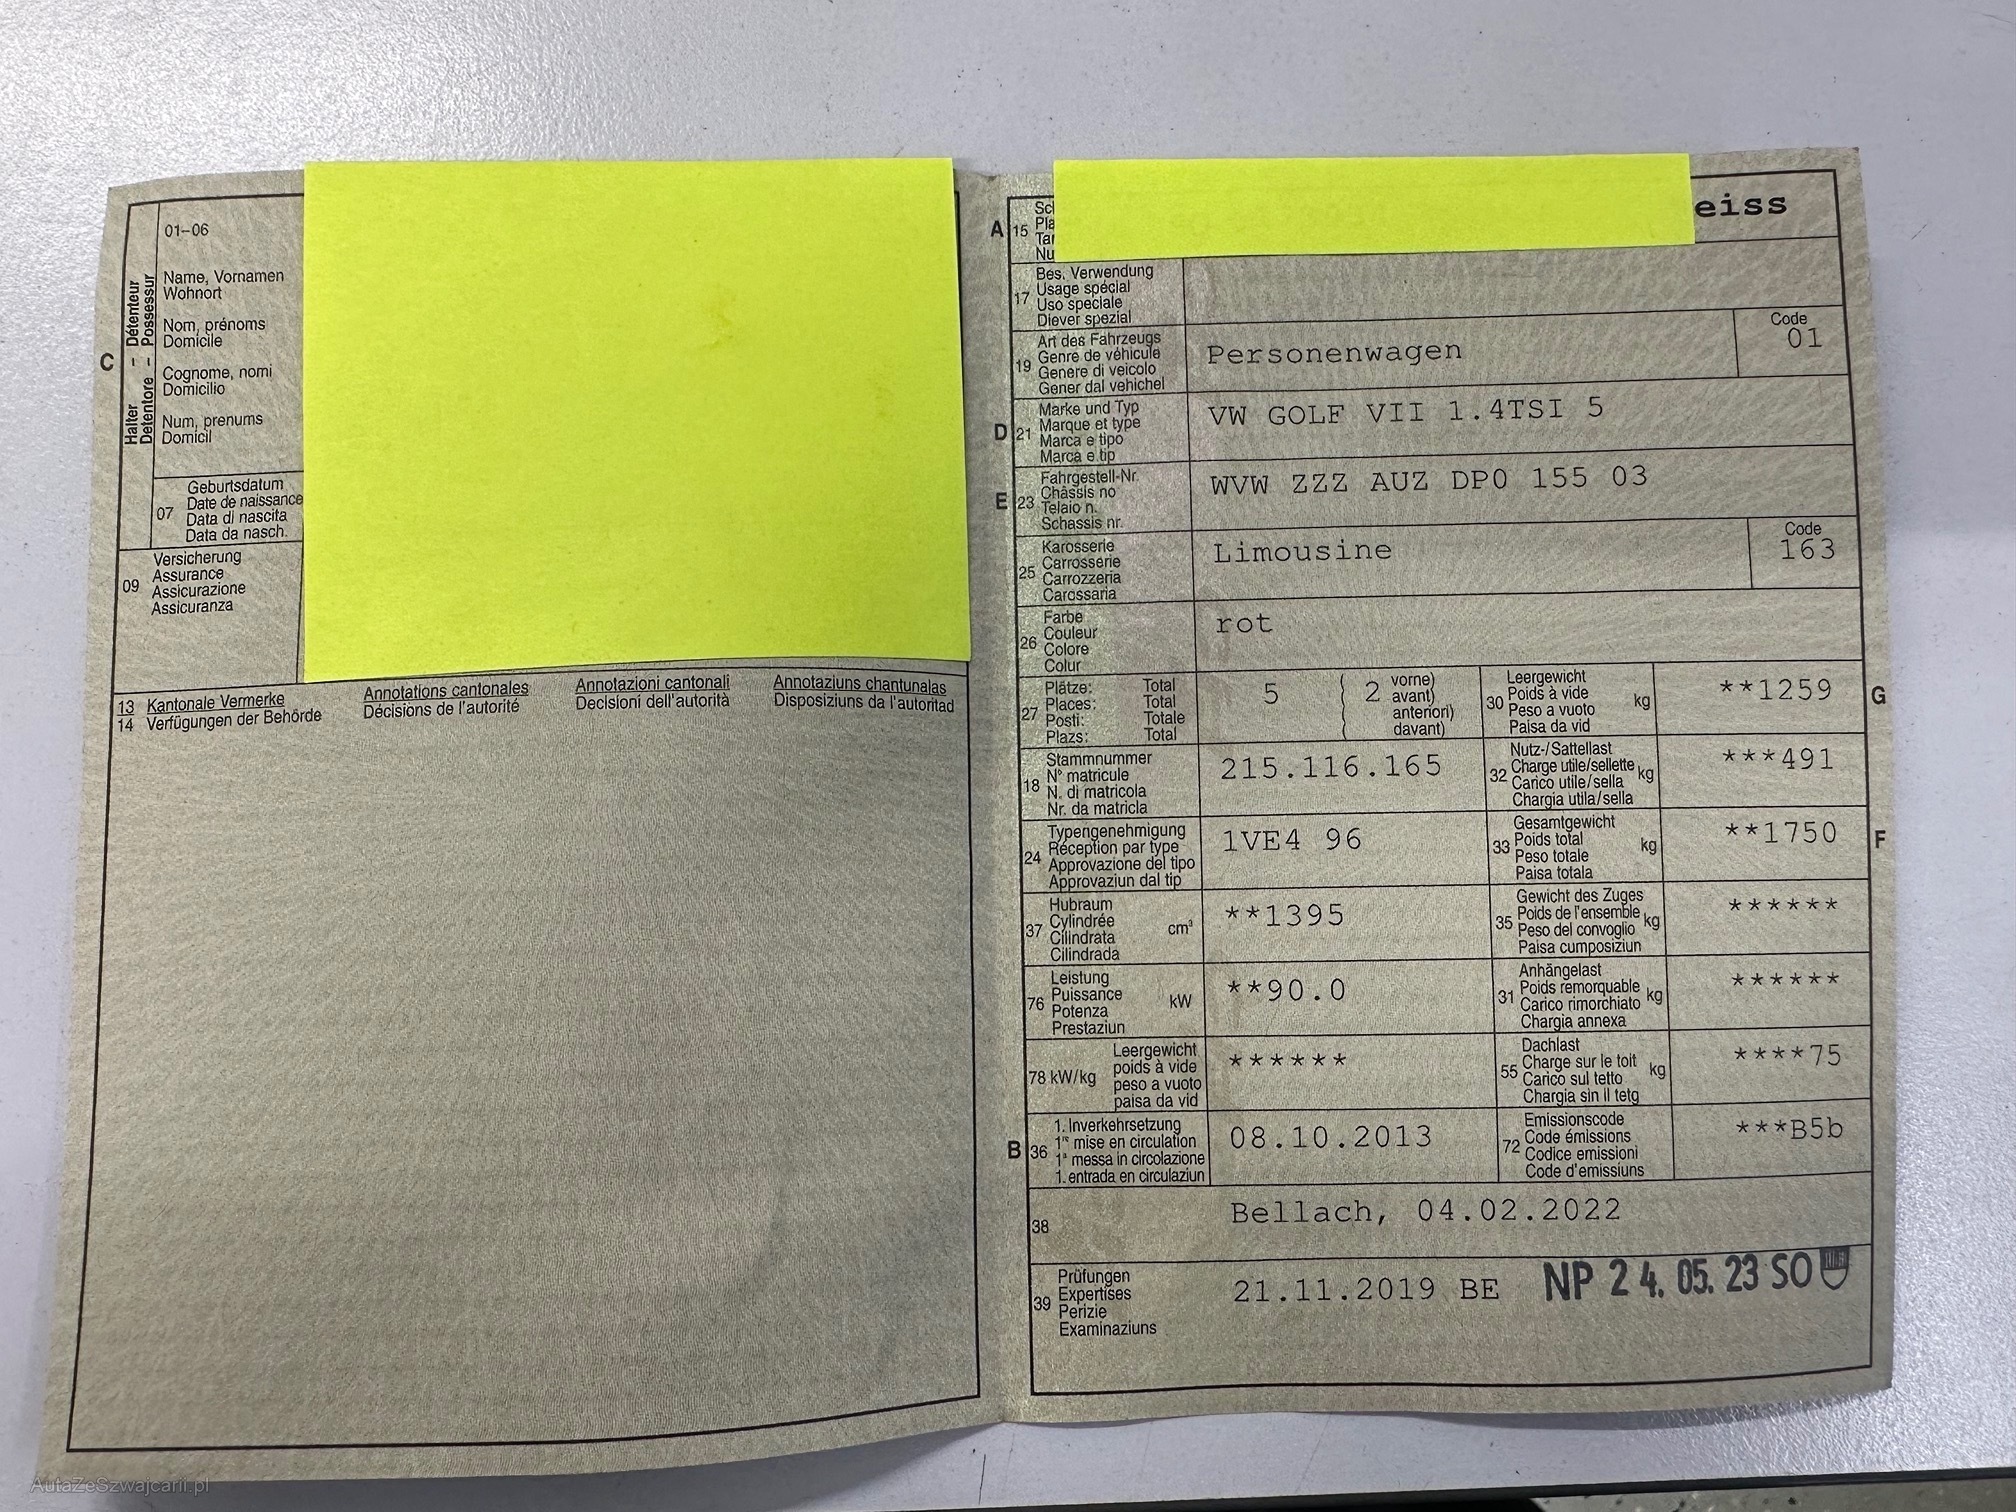 01–06
Halter – Détenteur
Detentore – Possessur
C
Name, Vornamen
Wohnort
Nom, prénoms
Domicile
Cognome, nomi
Domicilio
Num, prenums
Domicil
07
Geburtsdatum
Date de naissance
Data di nascita
Data da nasch.
09
Versicherung
Assurance
Assicurazione
Assicuranza
13 Kantonale Vermerke Annotations cantonales Annotazioni cantonali Annotaziuns chantunalas
14 Verfügungen der Behörde Décisions de l'autorité Decisioni dell'autorità Disposiziuns da l'autoritad
A 15
eiss
17
Bes. Verwendung
Usage spécial
Uso speciale
Diever spezial
19
Art des Fahrzeugs
Genre de véhicule
Genere di veicolo
Gener dal vehichel
Personenwagen
Code
01
D 21
Marke und Typ
Marque et type
Marca e tipo
Marca e tip
VW GOLF VII 1.4TSI 5
E 23
Fahrgestell-Nr.
Châssis no
Telaio n.
Schassis nr.
WVW ZZZ AUZ DP0 155 03
25
Karosserie
Carrosserie
Carrozzeria
Carossaria
Limousine
Code
163
26
Farbe
Couleur
Colore
Colur
rot
27
Plätze: Total
Places: Total
Posti: Totale
Plazs: Total
5 ( 2 vorne)
( avant)
( anteriori)
( davant)
30
Leergewicht
Poids à vide
Peso a vuoto
Paisa da vid
kg
**1259
G
18
Stammnummer
N° matricule
N. di matricola
Nr. da matricla
215.116.165
32
Nutz-/Sattellast
Charge utile/sellette
Carico utile/sella
Chargia utila/sella
kg
***491
24
Typengenehmigung
Réception par type
Approvazione del tipo
Approvaziun dal tip
1VE4 96
33
Gesamtgewicht
Poids total
Peso totale
Paisa totala
kg
**1750
F
37
Hubraum
Cylindrée
Cilindrata
Cilindrada
cm³
**1395
35
Gewicht des Zuges
Poids de l'ensemble
Peso del convoglio
Paisa cumposiziun
kg
******
76
Leistung
Puissance
Potenza
Prestaziun
kW
**90.0
31
Anhängelast
Poids remorquable
Carico rimorchiato
Chargia annexa
kg
******
78 kW/kg
Leergewicht
poids à vide
peso a vuoto
paisa da vid
******
55
Dachlast
Charge sur le toit
Carico sul tetto
Chargia sin il tetg
kg
****75
B 36
1. Inverkehrsetzung
1re mise en circulation
1a messa in circolazione
1. entrada en circulaziun
08.10.2013
72
Emissionscode
Code émissions
Codice emissioni
Code d'emissiuns
***B5b
38
Bellach, 04.02.2022
39
Prüfungen
Expertises
Perizie
Examinaziuns
21.11.2019 BE
NP 24.05.23 SO
AutaZeSzwajcarii.pl